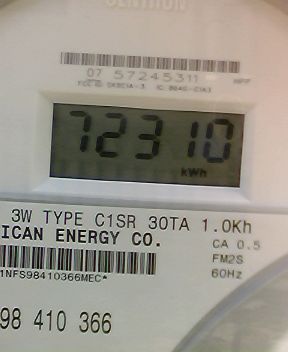 CENTRON
07 57245311
72310
kWh
3W TYPE C1SR 30TA 1.0Kh
ICAN ENERGY CO.
CA 0.5
FM2S
60Hz
1NFS98410366MEC*
98 410 366